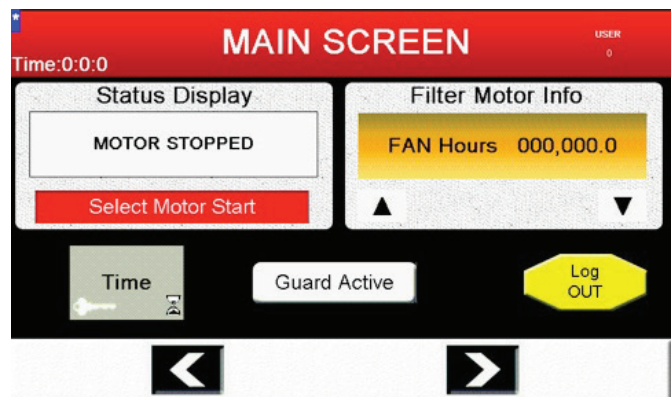 *
MAIN SCREEN
USER
0
Time:0:0:0
Status Display
MOTOR STOPPED
Select Motor Start
Filter Motor Info
FAN Hours 000,000.0
Time
Guard Active
Log
OUT